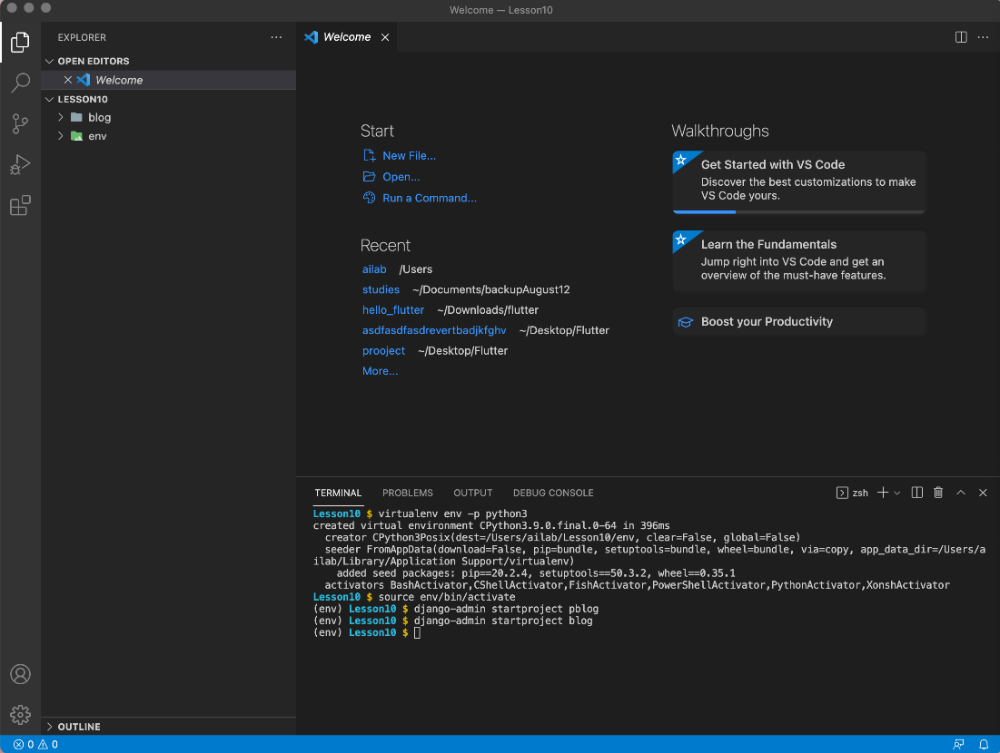 Welcome — Lesson10
EXPLORER
Welcome
OPEN EDITORS
Welcome
LESSON10
blog
env
Start
New File...
Open...
Run a Command...
Recent
ailab /Users
studies ~/Documents/backupAugust12
hello_flutter ~/Downloads/flutter
asdfasdfasdrevertbadjkfghv ~/Desktop/Flutter
prooject ~/Desktop/Flutter
More...
Walkthroughs
Get Started with VS Code
Discover the best customizations to make
VS Code yours.
Learn the Fundamentals
Jump right into VS Code and get an
overview of the must-have features.
Boost your Productivity
TERMINAL PROBLEMS OUTPUT DEBUG CONSOLE
zsh
Lesson10 $ virtualenv env -p python3
created virtual environment CPython3.9.0.final.0-64 in 396ms
creator CPython3Posix(dest=/Users/ailab/Lesson10/env, clear=False, global=False)
seeder FromAppData(download=False, pip=bundle, setuptools=bundle, wheel=bundle, via=copy, app_data_dir=/Users/a
ilab/Library/Application Support/virtualenv)
added seed packages: pip==20.2.4, setuptools==50.3.2, wheel==0.35.1
activators BashActivator,CShellActivator,FishActivator,PowerShellActivator,PythonActivator,XonshActivator
Lesson10 $ source env/bin/activate
(env) Lesson10 $ django-admin startproject pblog
(env) Lesson10 $ django-admin startproject blog
(env) Lesson10 $
OUTLINE
0 0